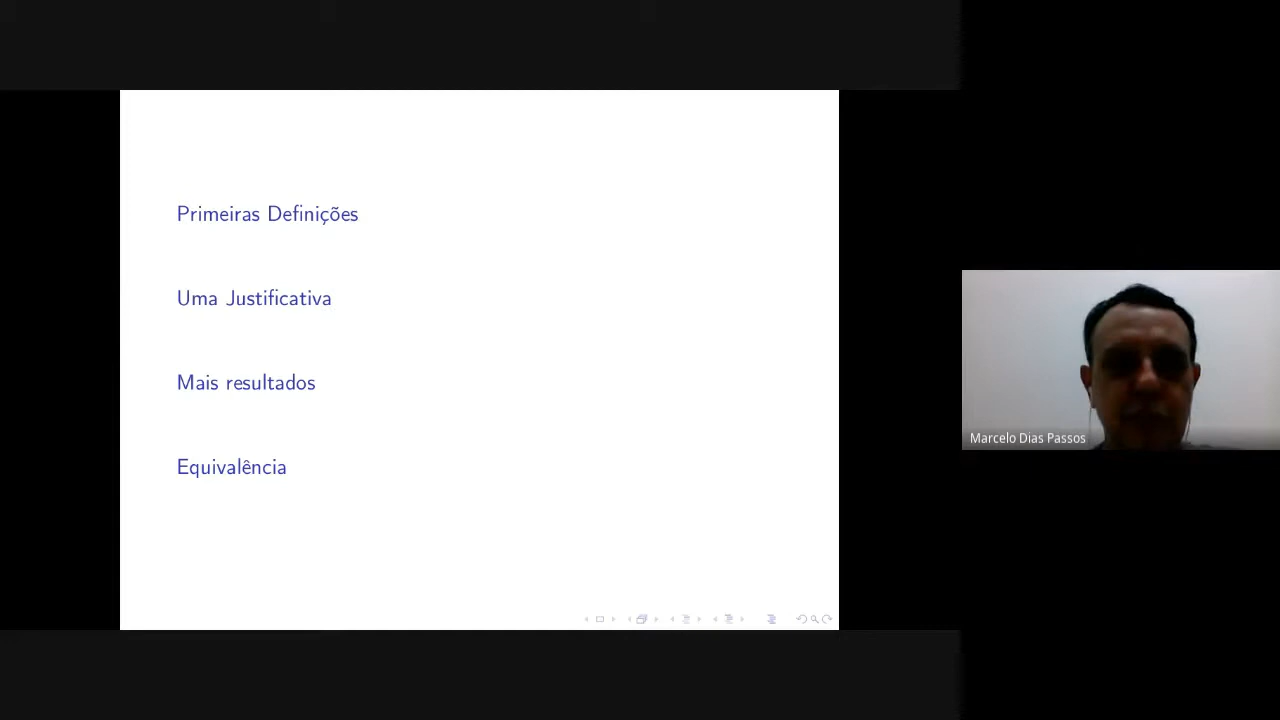 Primeiras Definições
Uma Justificativa
Mais resultados
Equivalência
Marcelo Dias Passos